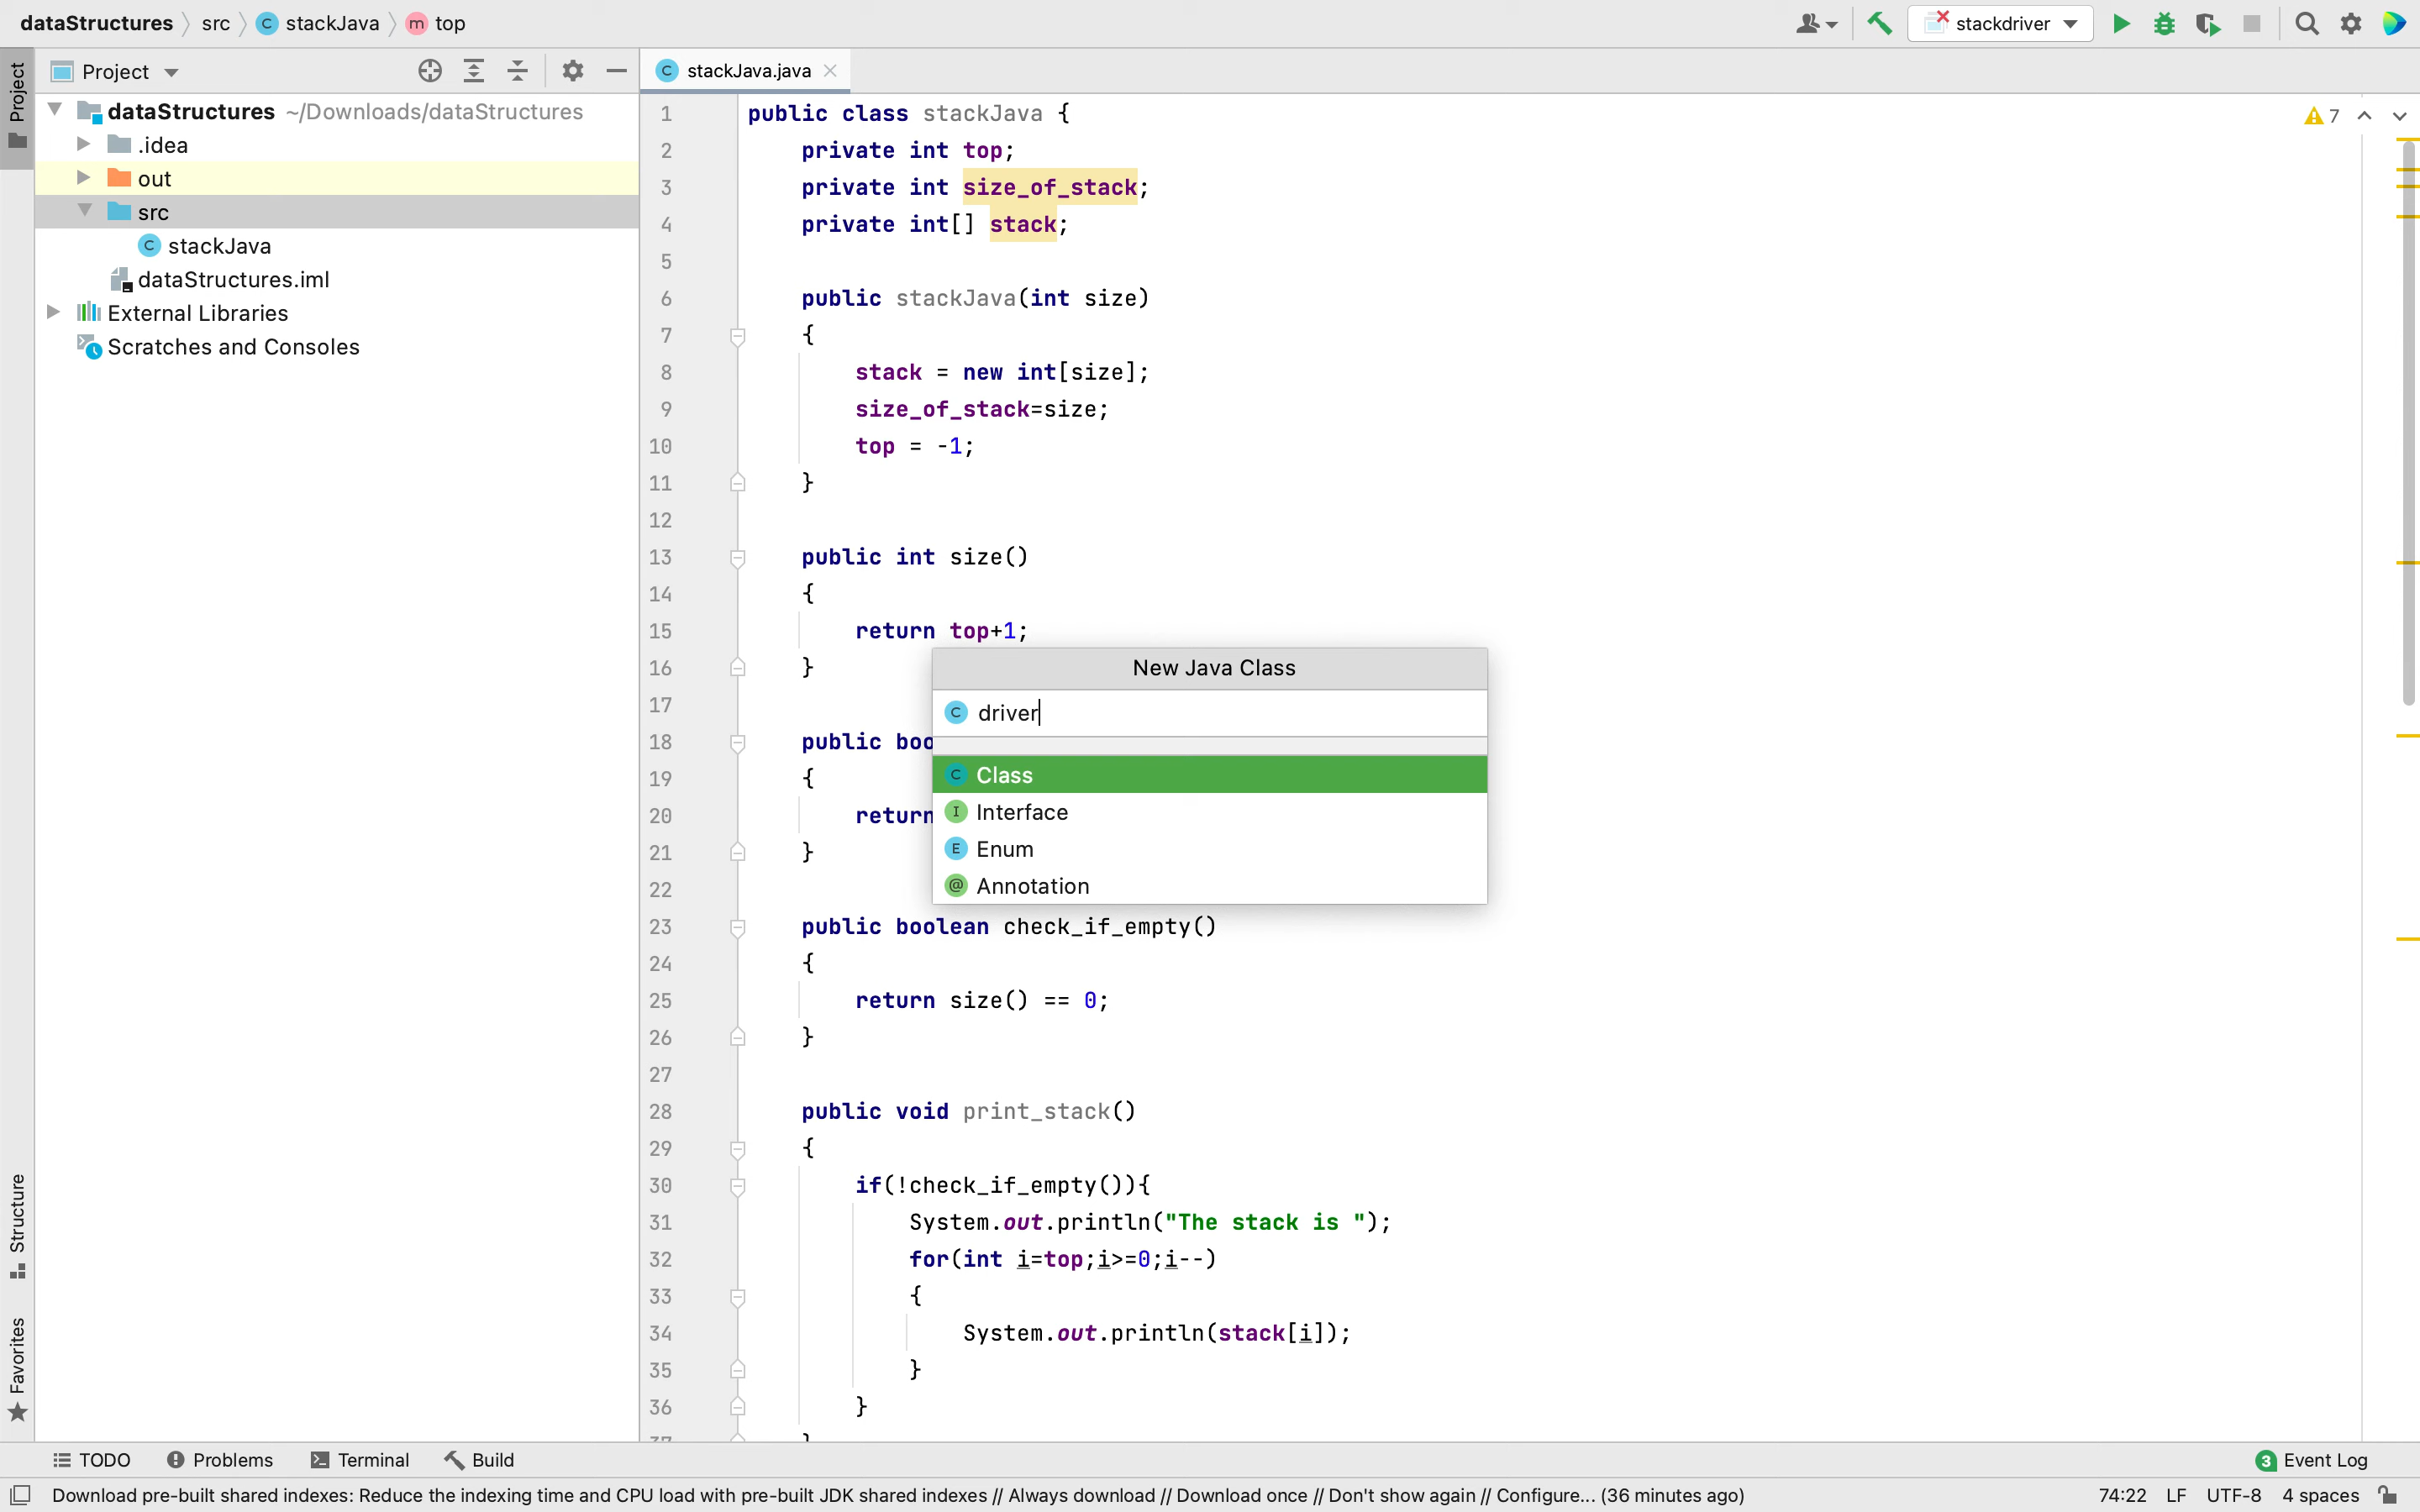 dataStructures src C stackJava m top
stackdriver
Project
Project
dataStructures ~/Downloads/dataStructures
.idea
out
src
C stackJava
dataStructures.iml
External Libraries
Scratches and Consoles
Structure
Favorites
C stackJava.java
7
1 public class stackJava {
2 private int top;
3 private int size_of_stack;
4 private int[] stack;
5
6 public stackJava(int size)
7 {
8 stack = new int[size];
9 size_of_stack=size;
10 top = -1;
11 }
12
13 public int size()
14 {
15 return top+1;
16 }
17
18 public boo
19 {
20 return
21 }
22
23 public boolean check_if_empty()
24 {
25 return size() == 0;
26 }
27
28 public void print_stack()
29 {
30 if(!check_if_empty()){
31 System.out.println("The stack is ");
32 for(int i=top;i>=0;i--)
33 {
34 System.out.println(stack[i]);
35 }
36 }
37 }
New Java Class
C driver
C Class
I Interface
E Enum
@ Annotation
TODO Problems Terminal Build
3 Event Log
Download pre-built shared indexes: Reduce the indexing time and CPU load with pre-built JDK shared indexes // Always download // Download once // Don't show again // Configure... (36 minutes ago)
74:22 LF UTF-8 4 spaces